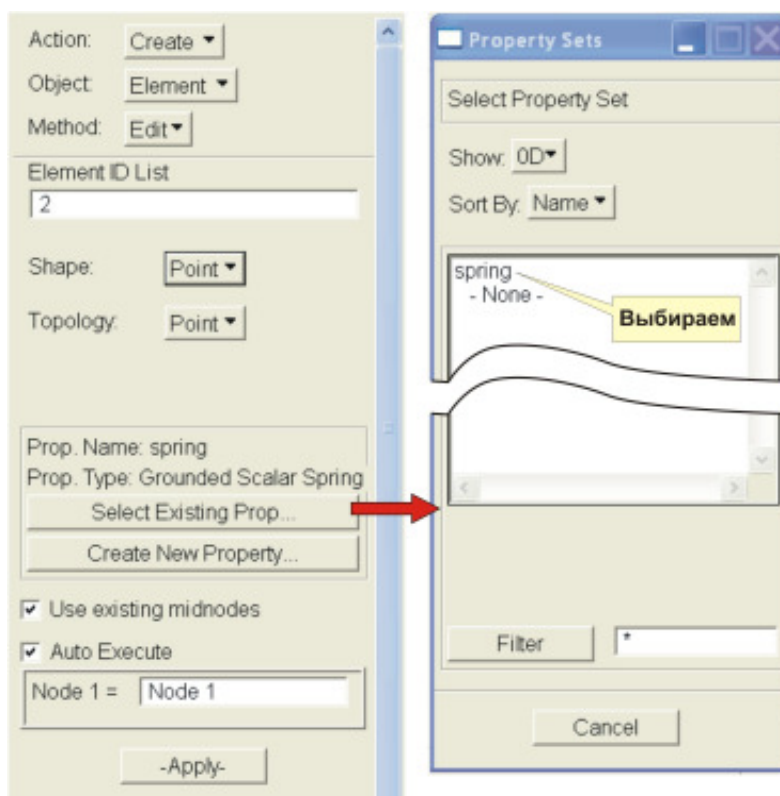 Action: Create
Object: Element
Method: Edit
Element ID List
2
Shape: Point
Topology: Point
Prop. Name: spring
Prop. Type: Grounded Scalar Spring
Select Existing Prop...
Create New Property...
Use existing midnodes
Auto Execute
Node 1 = Node 1
-Apply-
Property Sets
Select Property Set
Show: 0D
Sort By: Name
spring
- None -
Выбираем
Filter *
Cancel